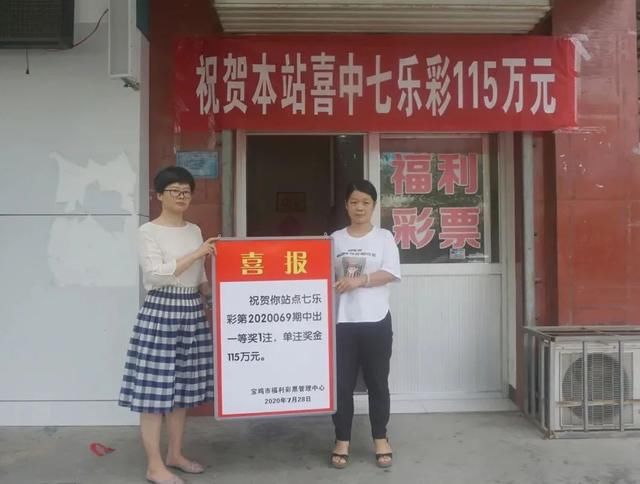 祝贺本站喜中七乐彩115万元
福利
彩票
喜报
祝贺你站点七乐
彩第2020069期中出
一等奖1注，单注奖金
115万元。
宝鸡市福利彩票管理中心
2020年7月28日